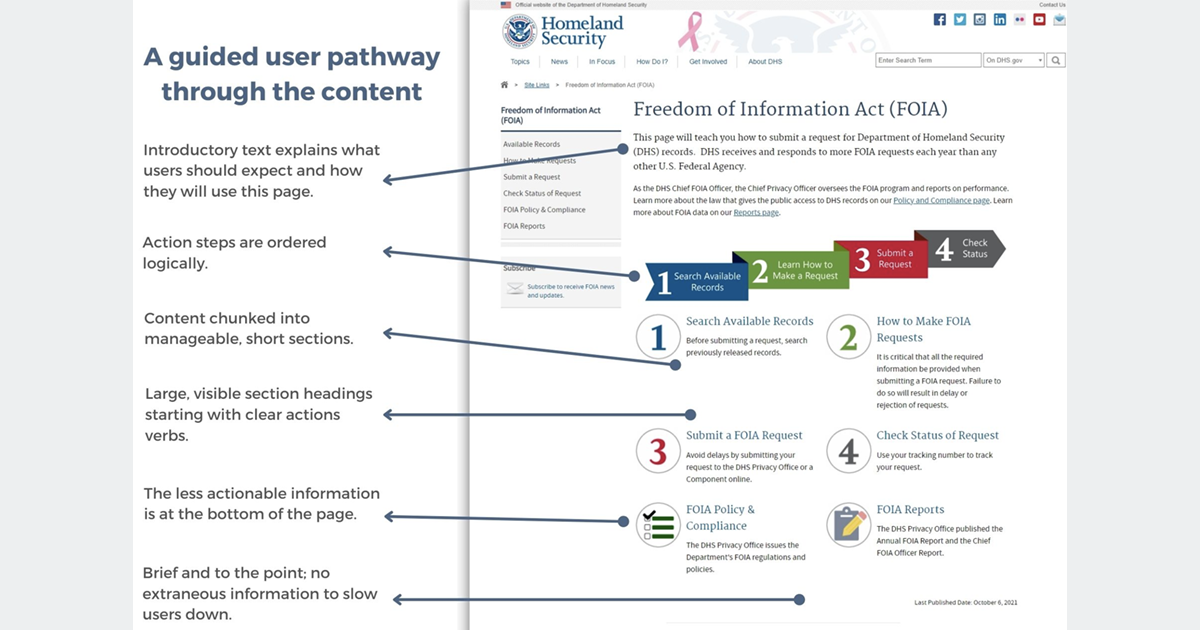 A guided user pathway
through the content
Introductory text explains what
users should expect and how
they will use this page.
Action steps are ordered
logically.
Content chunked into
manageable, short sections.
Large, visible section headings
starting with clear actions
verbs.
The less actionable information
is at the bottom of the page.
Brief and to the point; no
extraneous information to slow
users down.
Official website of the Department of Homeland Security
Contact Us
Homeland
Security
Topics News In Focus How Do I? Get Involved About DHS
Enter Search Term On DHS.gov
> Site Links > Freedom of Information Act (FOIA)
Freedom of Information Act
(FOIA)
Available Records
How to Make Requests
Submit a Request
Check Status of Request
FOIA Policy & Compliance
FOIA Reports
Subscribe
Subscribe to receive FOIA news
and updates.
Freedom of Information Act (FOIA)
This page will teach you how to submit a request for Department of Homeland Security
(DHS) records. DHS receives and responds to more FOIA requests each year than any
other U.S. Federal Agency.
As the DHS Chief FOIA Officer, the Chief Privacy Officer oversees the FOIA program and reports on performance.
Learn more about the law that gives the public access to DHS records on our Policy and Compliance page. Learn
more about FOIA data on our Reports page.
1 Search Available
Records
2 Learn How to
Make a Request
3 Submit a
Request
4 Check
Status
1 Search Available Records
Before submitting a request, search
previously released records.
2 How to Make FOIA
Requests
It is critical that all the required
information be provided when
submitting a FOIA request. Failure to
do so will result in delay or
rejection of requests.
3 Submit a FOIA Request
Avoid delays by submitting your
request to the DHS Privacy Office or a
Component online.
4 Check Status of Request
Use your tracking number to track
your request.
FOIA Policy &
Compliance
The DHS Privacy Office issues the
Department's FOIA regulations and
policies.
FOIA Reports
The DHS Privacy Office published the
Annual FOIA Report and the Chief
FOIA Officer Report.
Last Published Date: October 6, 2021